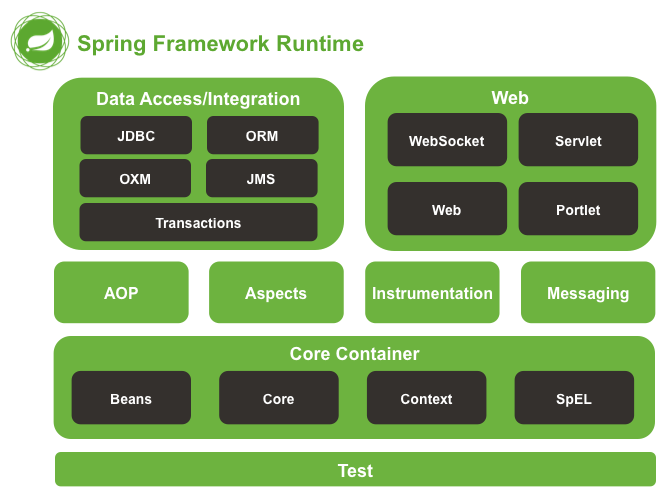 Spring Framework Runtime
Data Access/Integration
JDBC
ORM
OXM
JMS
Transactions
Web
WebSocket
Servlet
Web
Portlet
AOP
Aspects
Instrumentation
Messaging
Core Container
Beans
Core
Context
SpEL
Test